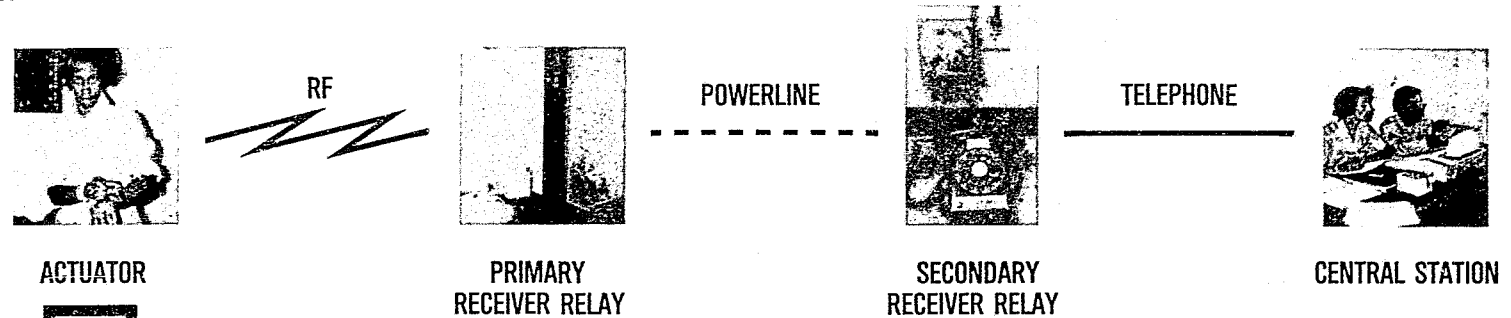 RF
POWERLINE
TELEPHONE
ACTUATOR
PRIMARY
RECEIVER RELAY
SECONDARY
RECEIVER RELAY
CENTRAL STATION